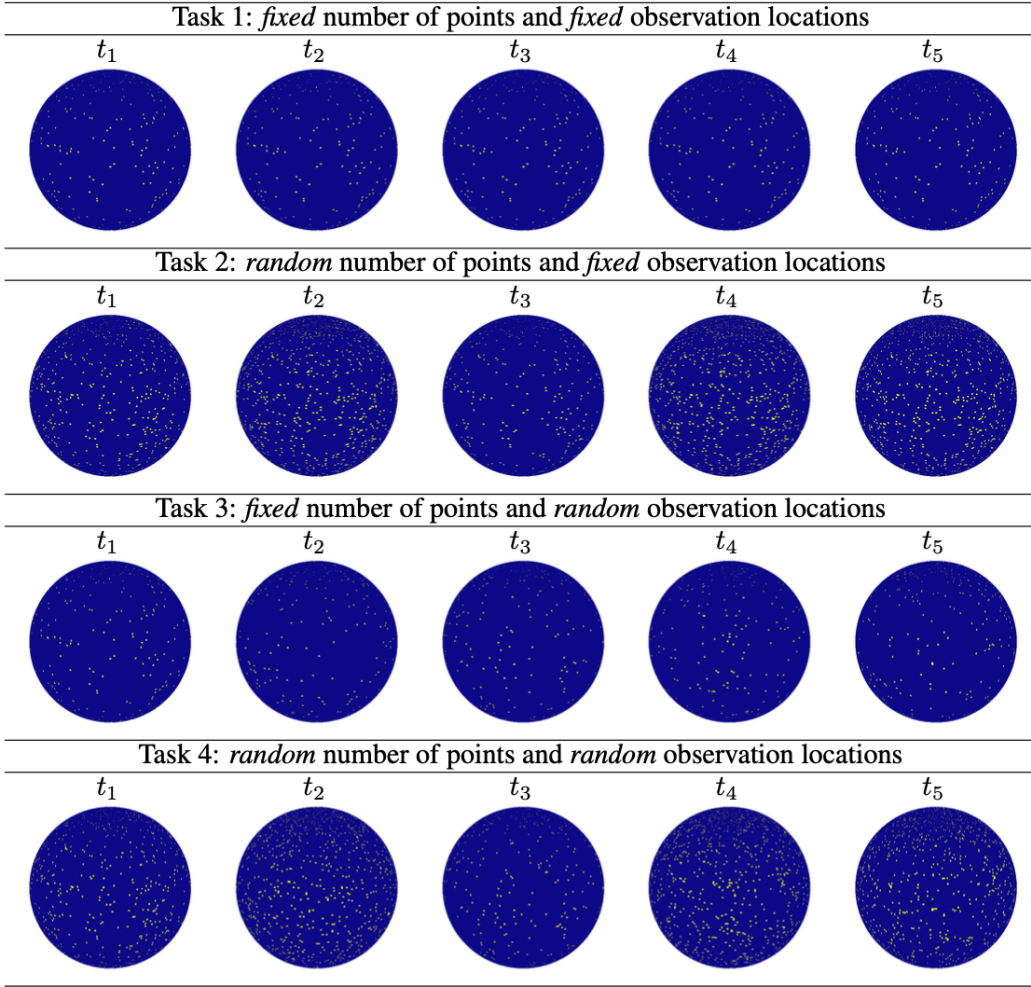 Task 1: fixed number of points and fixed observation locations
t₁ t₂ t₃ t₄ t₅
Task 2: random number of points and fixed observation locations
t₁ t₂ t₃ t₄ t₅
Task 3: fixed number of points and random observation locations
t₁ t₂ t₃ t₄ t₅
Task 4: random number of points and random observation locations
t₁ t₂ t₃ t₄ t₅